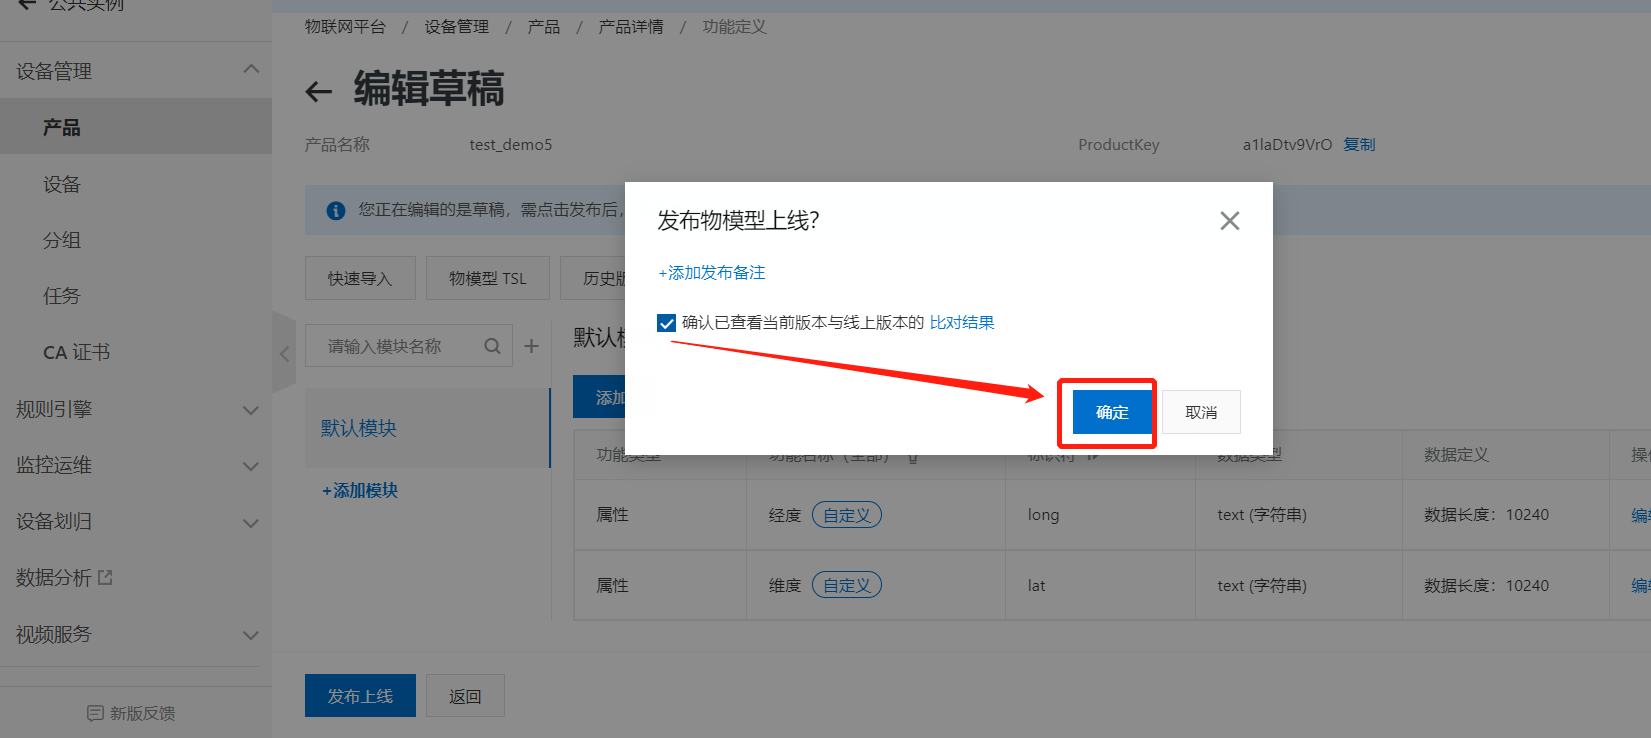 公共实例
物联网平台 / 设备管理 / 产品 / 产品详情 / 功能定义
设备管理
产品
设备
分组
任务
CA 证书
规则引擎
监控运维
设备划归
数据分析
视频服务
新版反馈
编辑草稿
产品名称 test_demo5 ProductKey a1laDtv9VrO 复制
您正在编辑的是草稿，需点击发布后，
快速导入 物模型 TSL 历史版
请输入模块名称
默认模块
+添加模块
默认模
添加
发布物模型上线？
+添加发布备注
确认已查看当前版本与线上版本的 比对结果
确定 取消
功能类型 功能名称（全部） 标识符 数据类型 数据定义 操作
属性 经度 自定义 long text (字符串) 数据长度：10240 编辑
属性 维度 自定义 lat text (字符串) 数据长度：10240 编辑
发布上线 返回